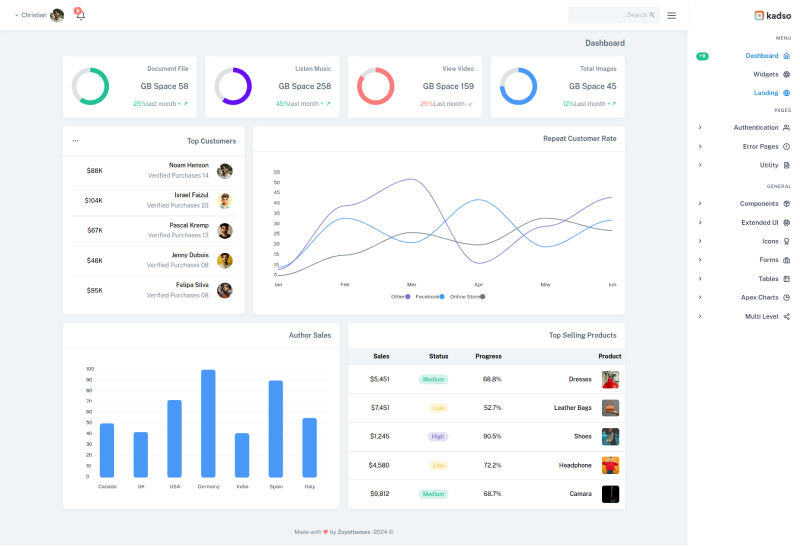 Christian
9
Search...
kadso
MENU
Dashboard
+9
Widgets
Landing
PAGES
Authentication
Error Pages
Utility
GENERAL
Components
Extended UI
Icons
Forms
Tables
Apex Charts
Multi Level
Dashboard
Document File
GB Space 58
25%last month +
Listen Music
GB Space 258
45%last month +
View Video
GB Space 159
25%Last month -
Total Images
GB Space 45
12%Last month +
Top Customers
...
Noam Henson
Verified Purchases 14
$88K
Israel Faizul
Verified Purchases 23
$104K
Pascal Kremp
Verified Purchases 13
$67K
Jenny Dubois
Verified Purchases 08
$48K
Felipa Silva
Verified Purchases 08
$95K
Repeat Customer Rate
55
50
45
40
35
30
25
20
15
10
5
Jan
Feb
Mar
Apr
May
Jun
Other
Facebook
Online Store
Author Sales
100
90
80
70
60
50
40
30
20
10
0
Canada
UK
USA
Germany
India
Spain
Italy
Top Selling Products
Sales Status Progress Product
$5,451 Medium 68.8% Dresses
$7,451 Low 52.7% Leather Bags
$1,245 High 90.5% Shoes
$4,580 Low 72.2% Headphone
$9,812 Medium 68.7% Camara
Made with ♥ by Zoyothemes -2024 ©